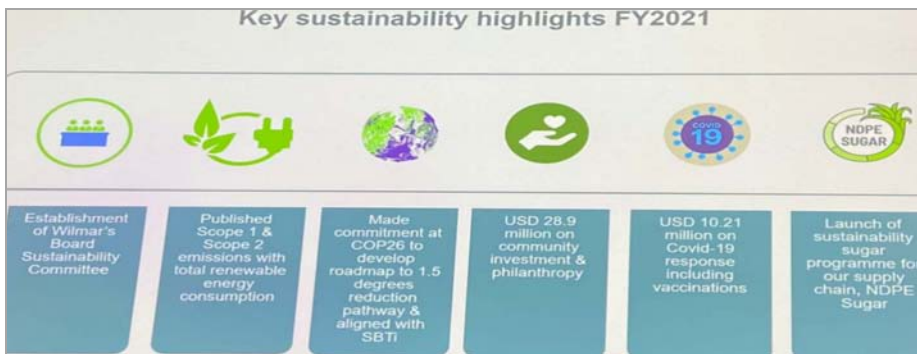 Key sustainability highlights FY2021
COVID
19
NDPE
SUGAR
Establishment
of Wilmar's
Board
Sustainability
Committee
Published
Scope 1 &
Scope 2
emissions with
total renewable
energy
consumption
Made
commitment at
COP26 to
develop
roadmap to 1.5
degrees
reduction
pathway &
aligned with
SBTi
USD 28.9
million on
community
investment &
philanthropy
USD 10.21
million on
Covid-19
response
including
vaccinations
Launch of
sustainability
sugar
programme for
our supply
chain, NDPE
Sugar